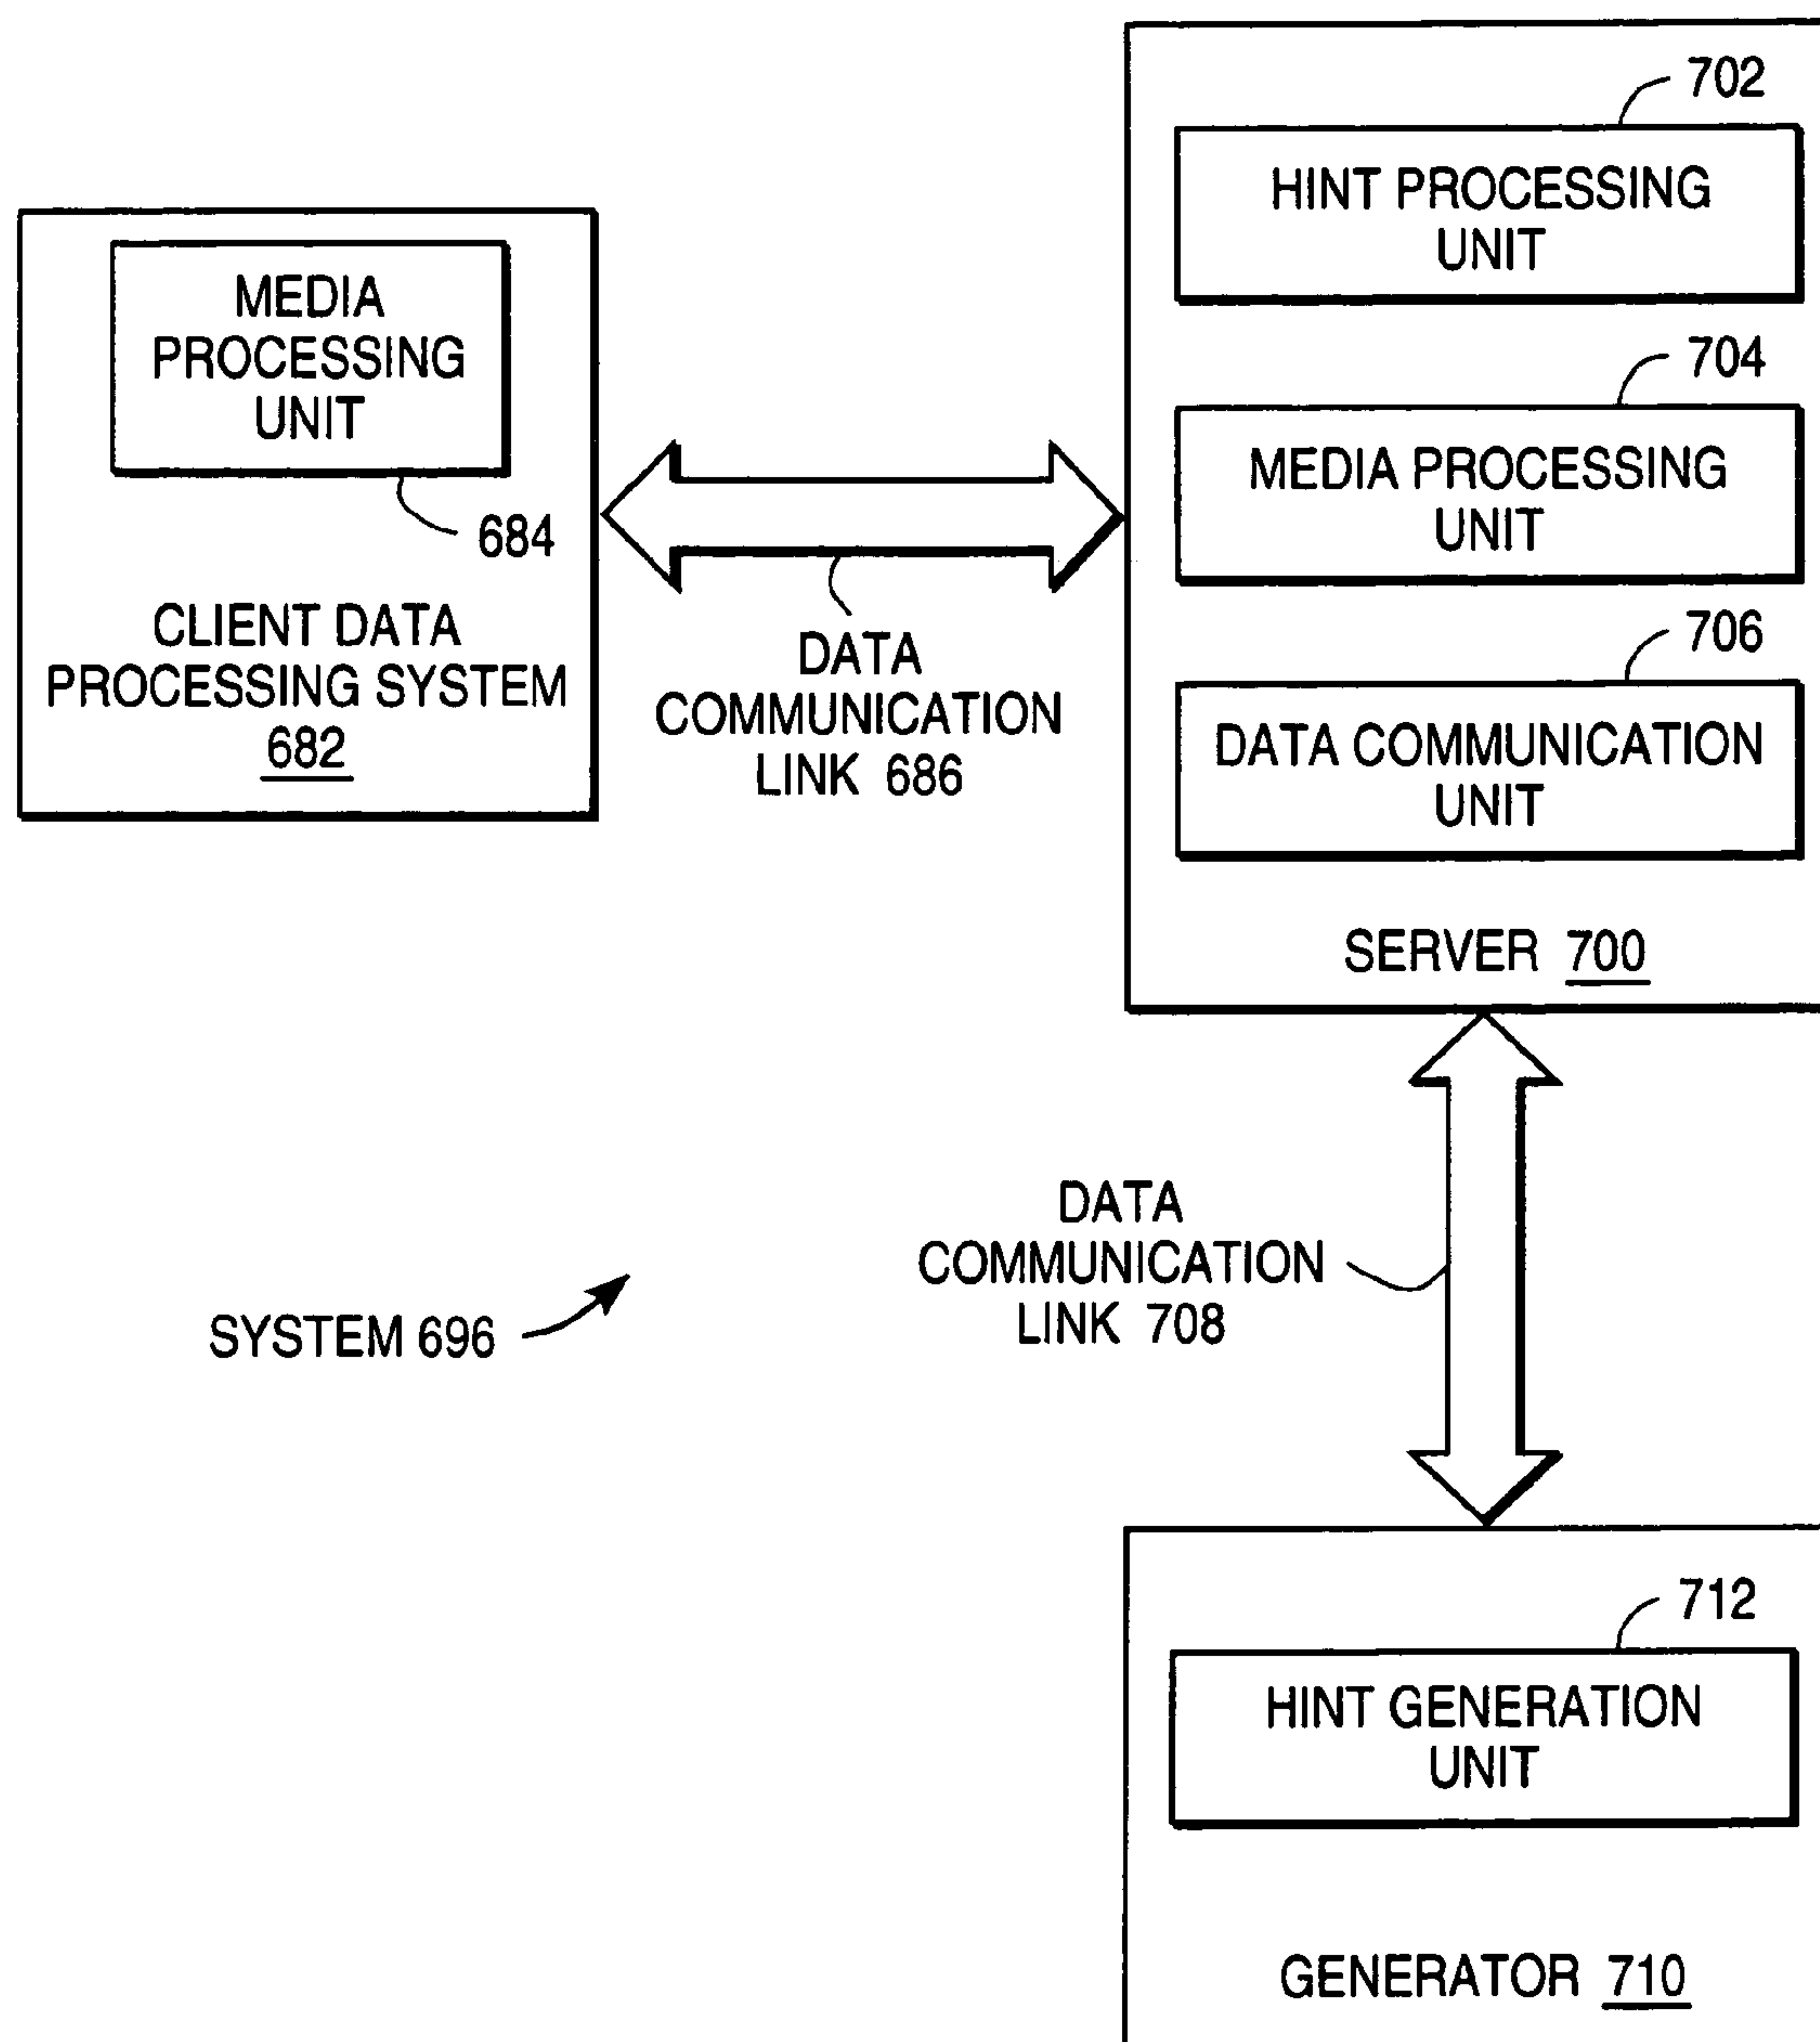 702
HINT PROCESSING
UNIT
704
MEDIA PROCESSING
UNIT
706
DATA COMMUNICATION
UNIT
SERVER 700
MEDIA
PROCESSING
UNIT
684
CLIENT DATA
PROCESSING SYSTEM
682
DATA
COMMUNICATION
LINK 686
DATA
COMMUNICATION
LINK 708
SYSTEM 696
712
HINT GENERATION
UNIT
GENERATOR 710